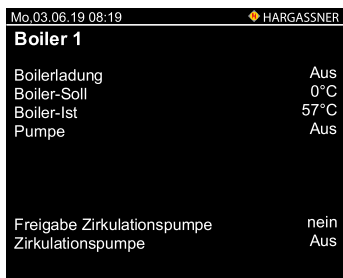 Mo,03.06.19 08:19 HARGASSNER
Boiler 1
Boilerladung Aus
Boiler-Soll 0°C
Boiler-Ist 57°C
Pumpe Aus
Freigabe Zirkulationspumpe nein
Zirkulationspumpe Aus